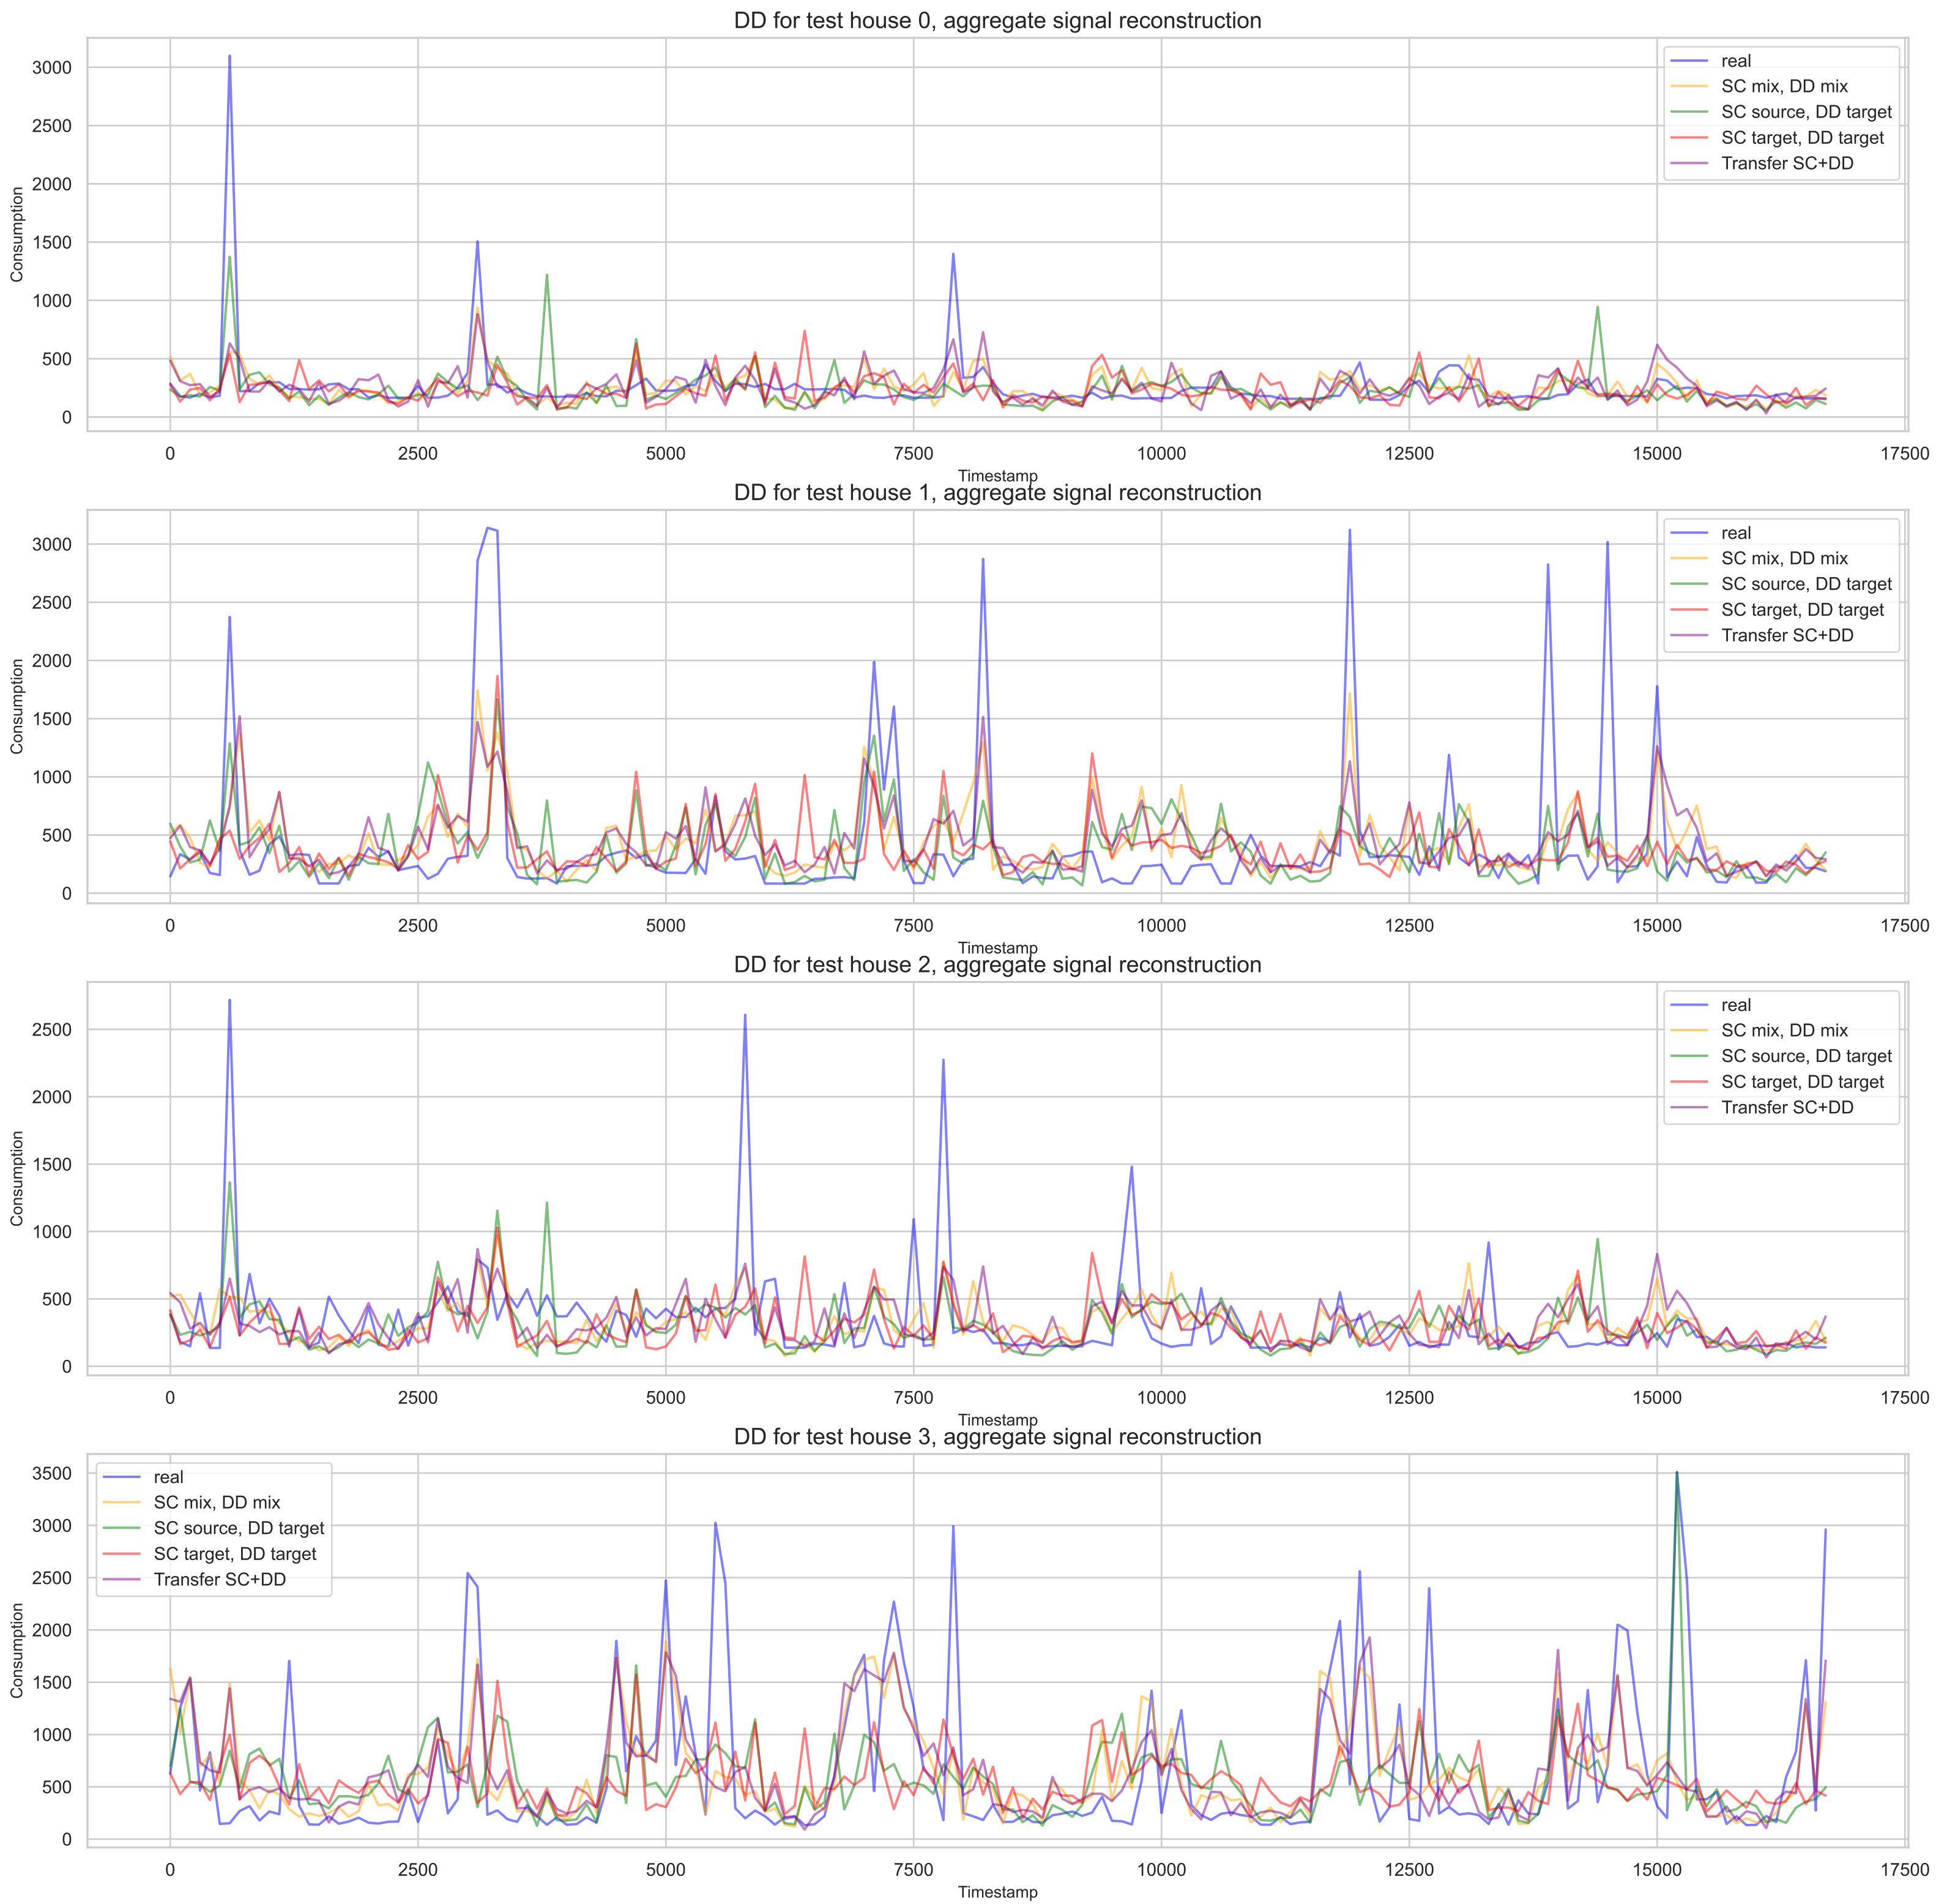 DD for test house 0, aggregate signal reconstruction
3000
2500
2000
1500
1000
500
0
Consumption
real
SC mix, DD mix
SC source, DD target
SC target, DD target
Transfer SC+DD
0 2500 5000 7500 10000 12500 15000 17500
Timestamp
DD for test house 1, aggregate signal reconstruction
3000
2500
2000
1500
1000
500
0
Consumption
real
SC mix, DD mix
SC source, DD target
SC target, DD target
Transfer SC+DD
0 2500 5000 7500 10000 12500 15000 17500
Timestamp
DD for test house 2, aggregate signal reconstruction
2500
2000
1500
1000
500
0
Consumption
real
SC mix, DD mix
SC source, DD target
SC target, DD target
Transfer SC+DD
0 2500 5000 7500 10000 12500 15000 17500
Timestamp
DD for test house 3, aggregate signal reconstruction
3500
3000
2500
2000
1500
1000
500
0
Consumption
real
SC mix, DD mix
SC source, DD target
SC target, DD target
Transfer SC+DD
0 2500 5000 7500 10000 12500 15000 17500
Timestamp